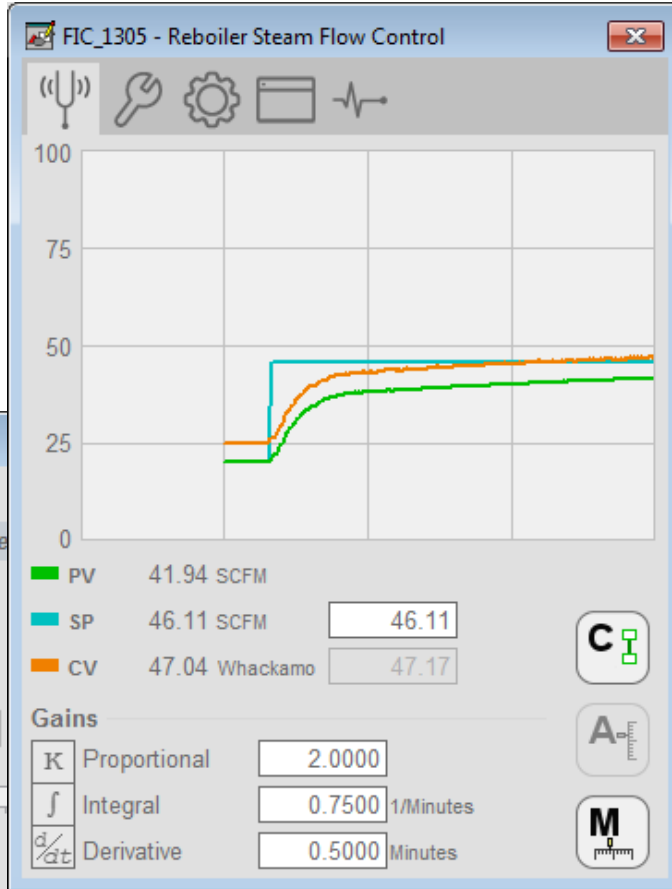 FIC_1305 - Reboiler Steam Flow Control
100
75
50
25
0
PV 41.94 SCFM
SP 46.11 SCFM 46.11
CV 47.04 Whackamo 47.17
C
Gains
A
K Proportional 2.0000
∫ Integral 0.7500 1/Minutes
M
d/dt Derivative 0.5000 Minutes
e